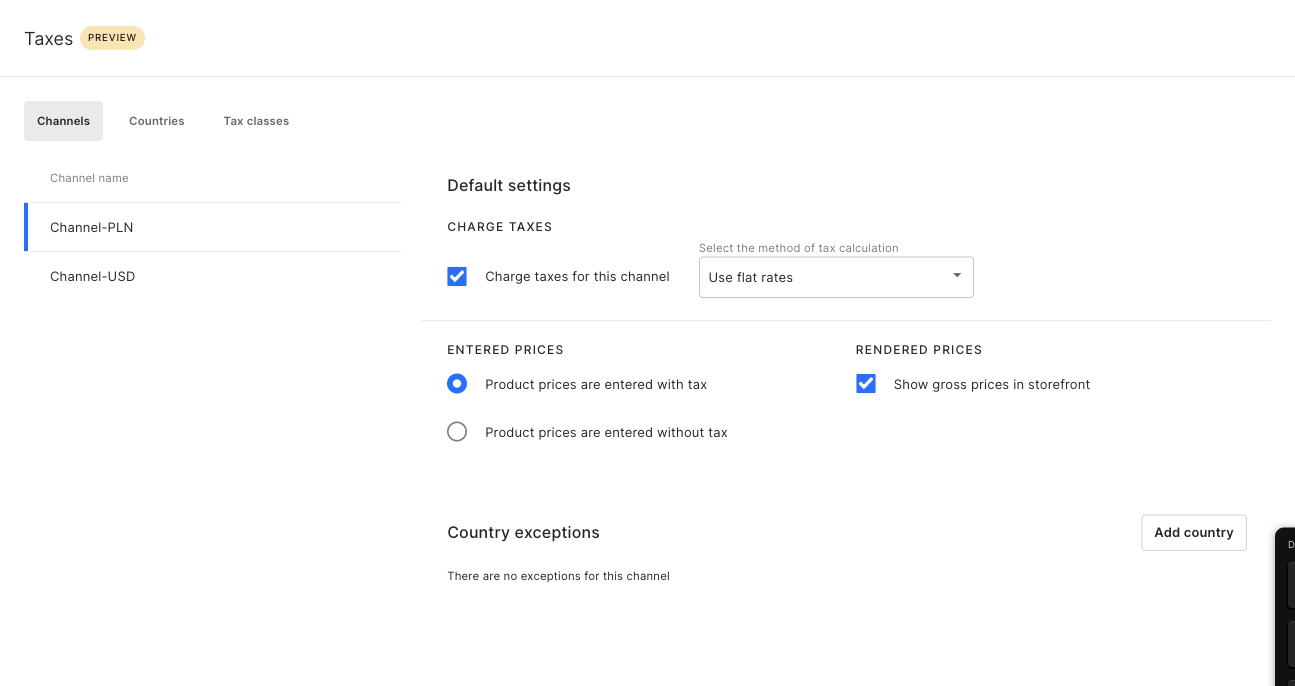 Taxes PREVIEW
Channels Countries Tax classes
Channel name
Channel-PLN
Channel-USD
Default settings
CHARGE TAXES
Select the method of tax calculation
Charge taxes for this channel
Use flat rates
ENTERED PRICES
Product prices are entered with tax
Product prices are entered without tax
RENDERED PRICES
Show gross prices in storefront
Country exceptions
Add country
There are no exceptions for this channel